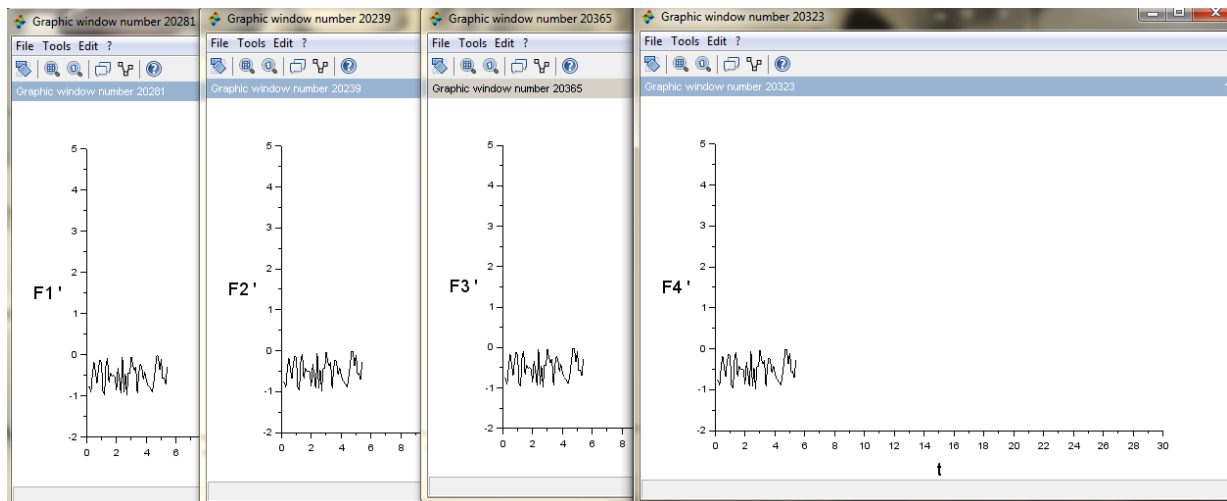 Graphic window number 20281
File Tools Edit ?
Graphic window number 20281
5
4
3
2
1
0
-1
-2
F1 '
0 2 4 6
Graphic window number 20239
File Tools Edit ?
Graphic window number 20239
5
4
3
2
1
0
-1
-2
F2 '
0 2 4 6 8
Graphic window number 20365
File Tools Edit ?
Graphic window number 20365
5
4
3
2
1
0
-1
-2
F3 '
0 2 4 6 8
Graphic window number 20323
File Tools Edit ?
Graphic window number 20323
5
4
3
2
1
0
-1
-2
F4 '
0 2 4 6 8 10 12 14 16 18 20 22 24 26 28 30
t